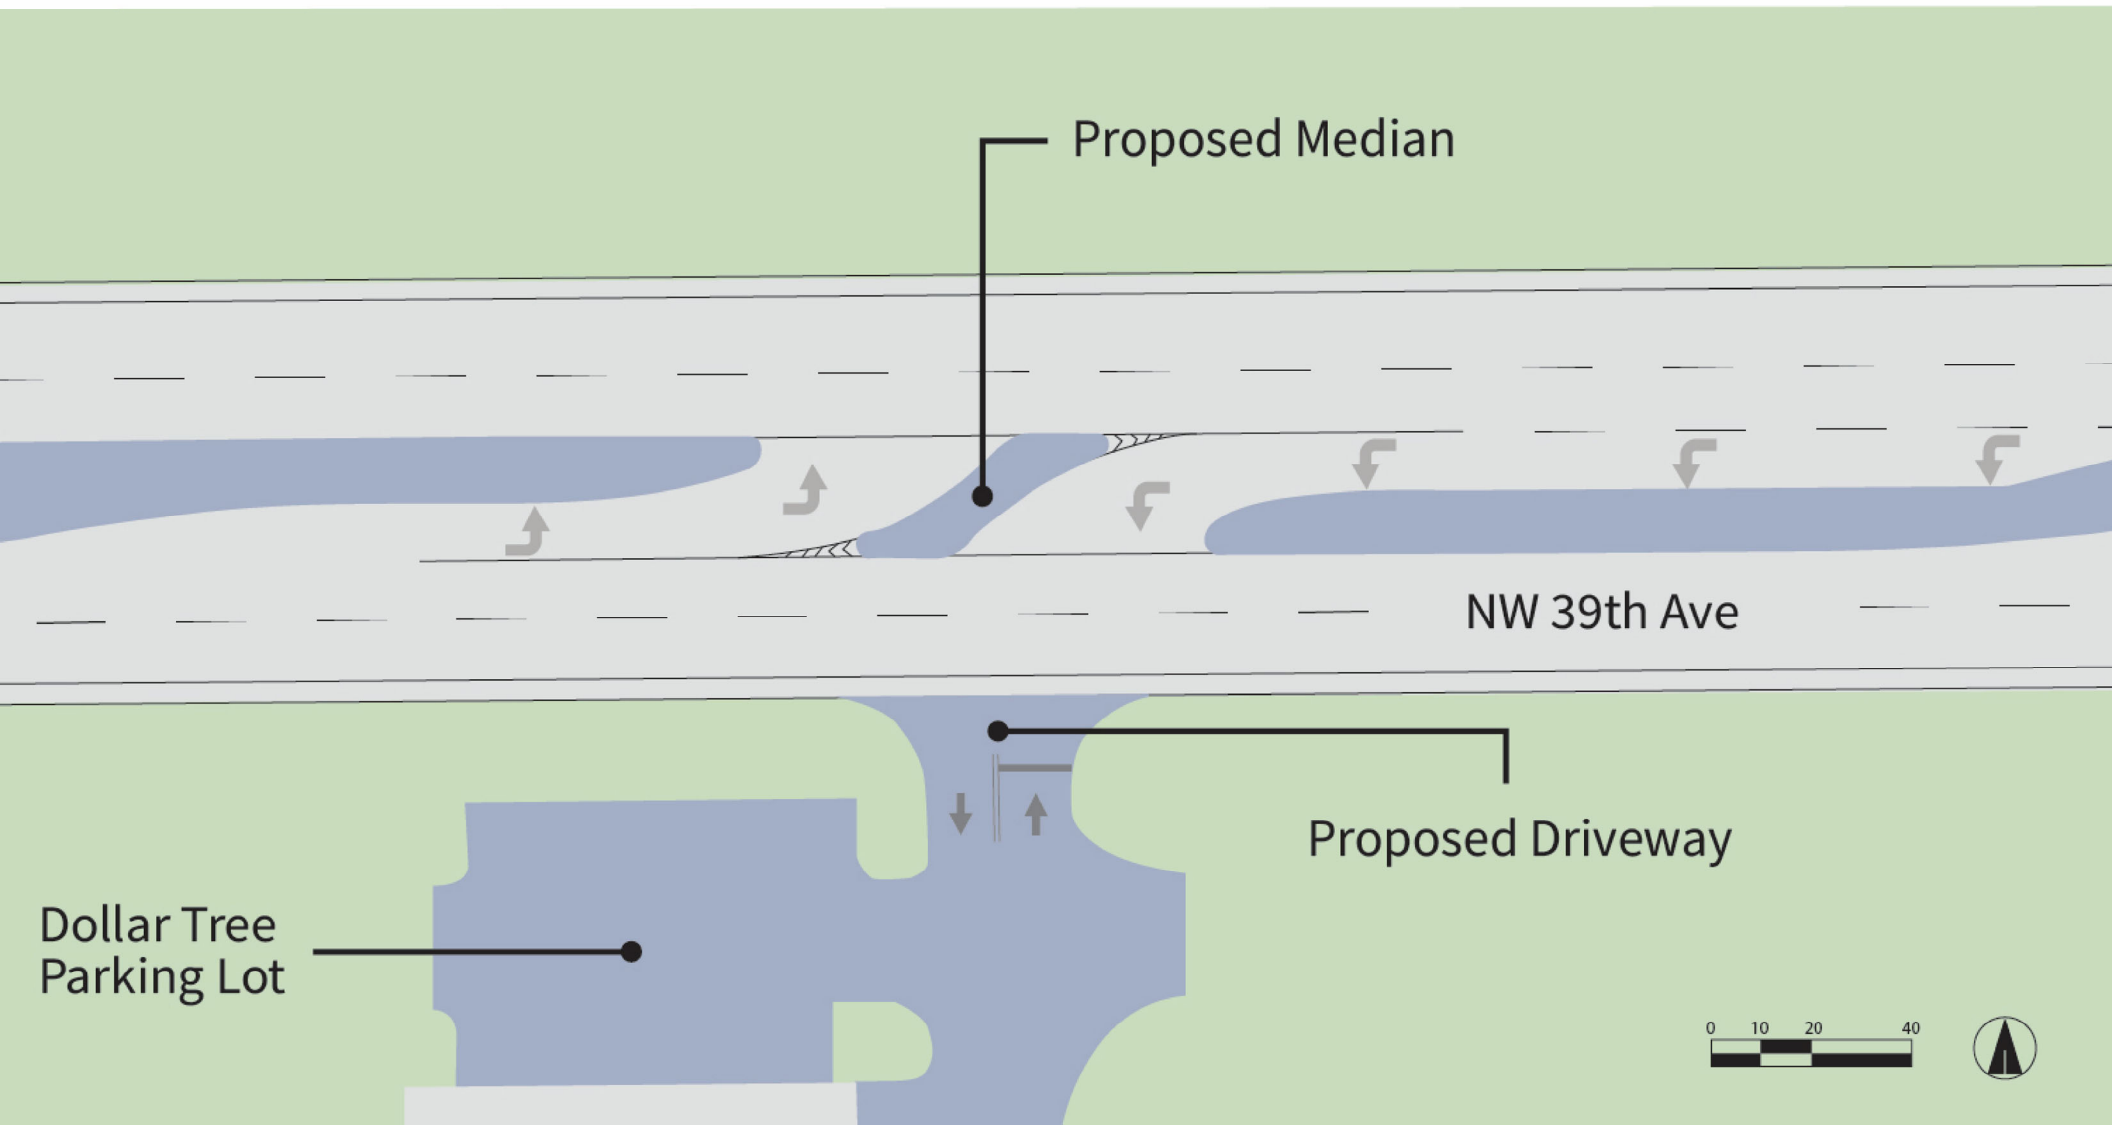 Proposed Median
NW 39th Ave
Proposed Driveway
Dollar Tree
Parking Lot
0 10 20 40